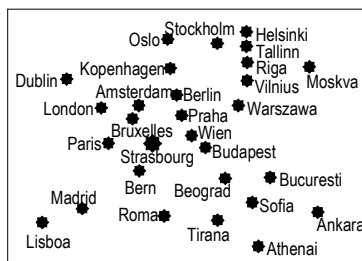 Stockholm
Helsinki
Oslo
Tallinn
Kopenhagen
Riga
Moskva
Dublin
Vilnius
Amsterdam
Berlin
London
Warszawa
Praha
Bruxelles
Wien
Paris
Strasbourg
Budapest
Bern
Beograd
Bucuresti
Madrid
Roma
Sofia
Ankara
Lisboa
Tirana
Athenai